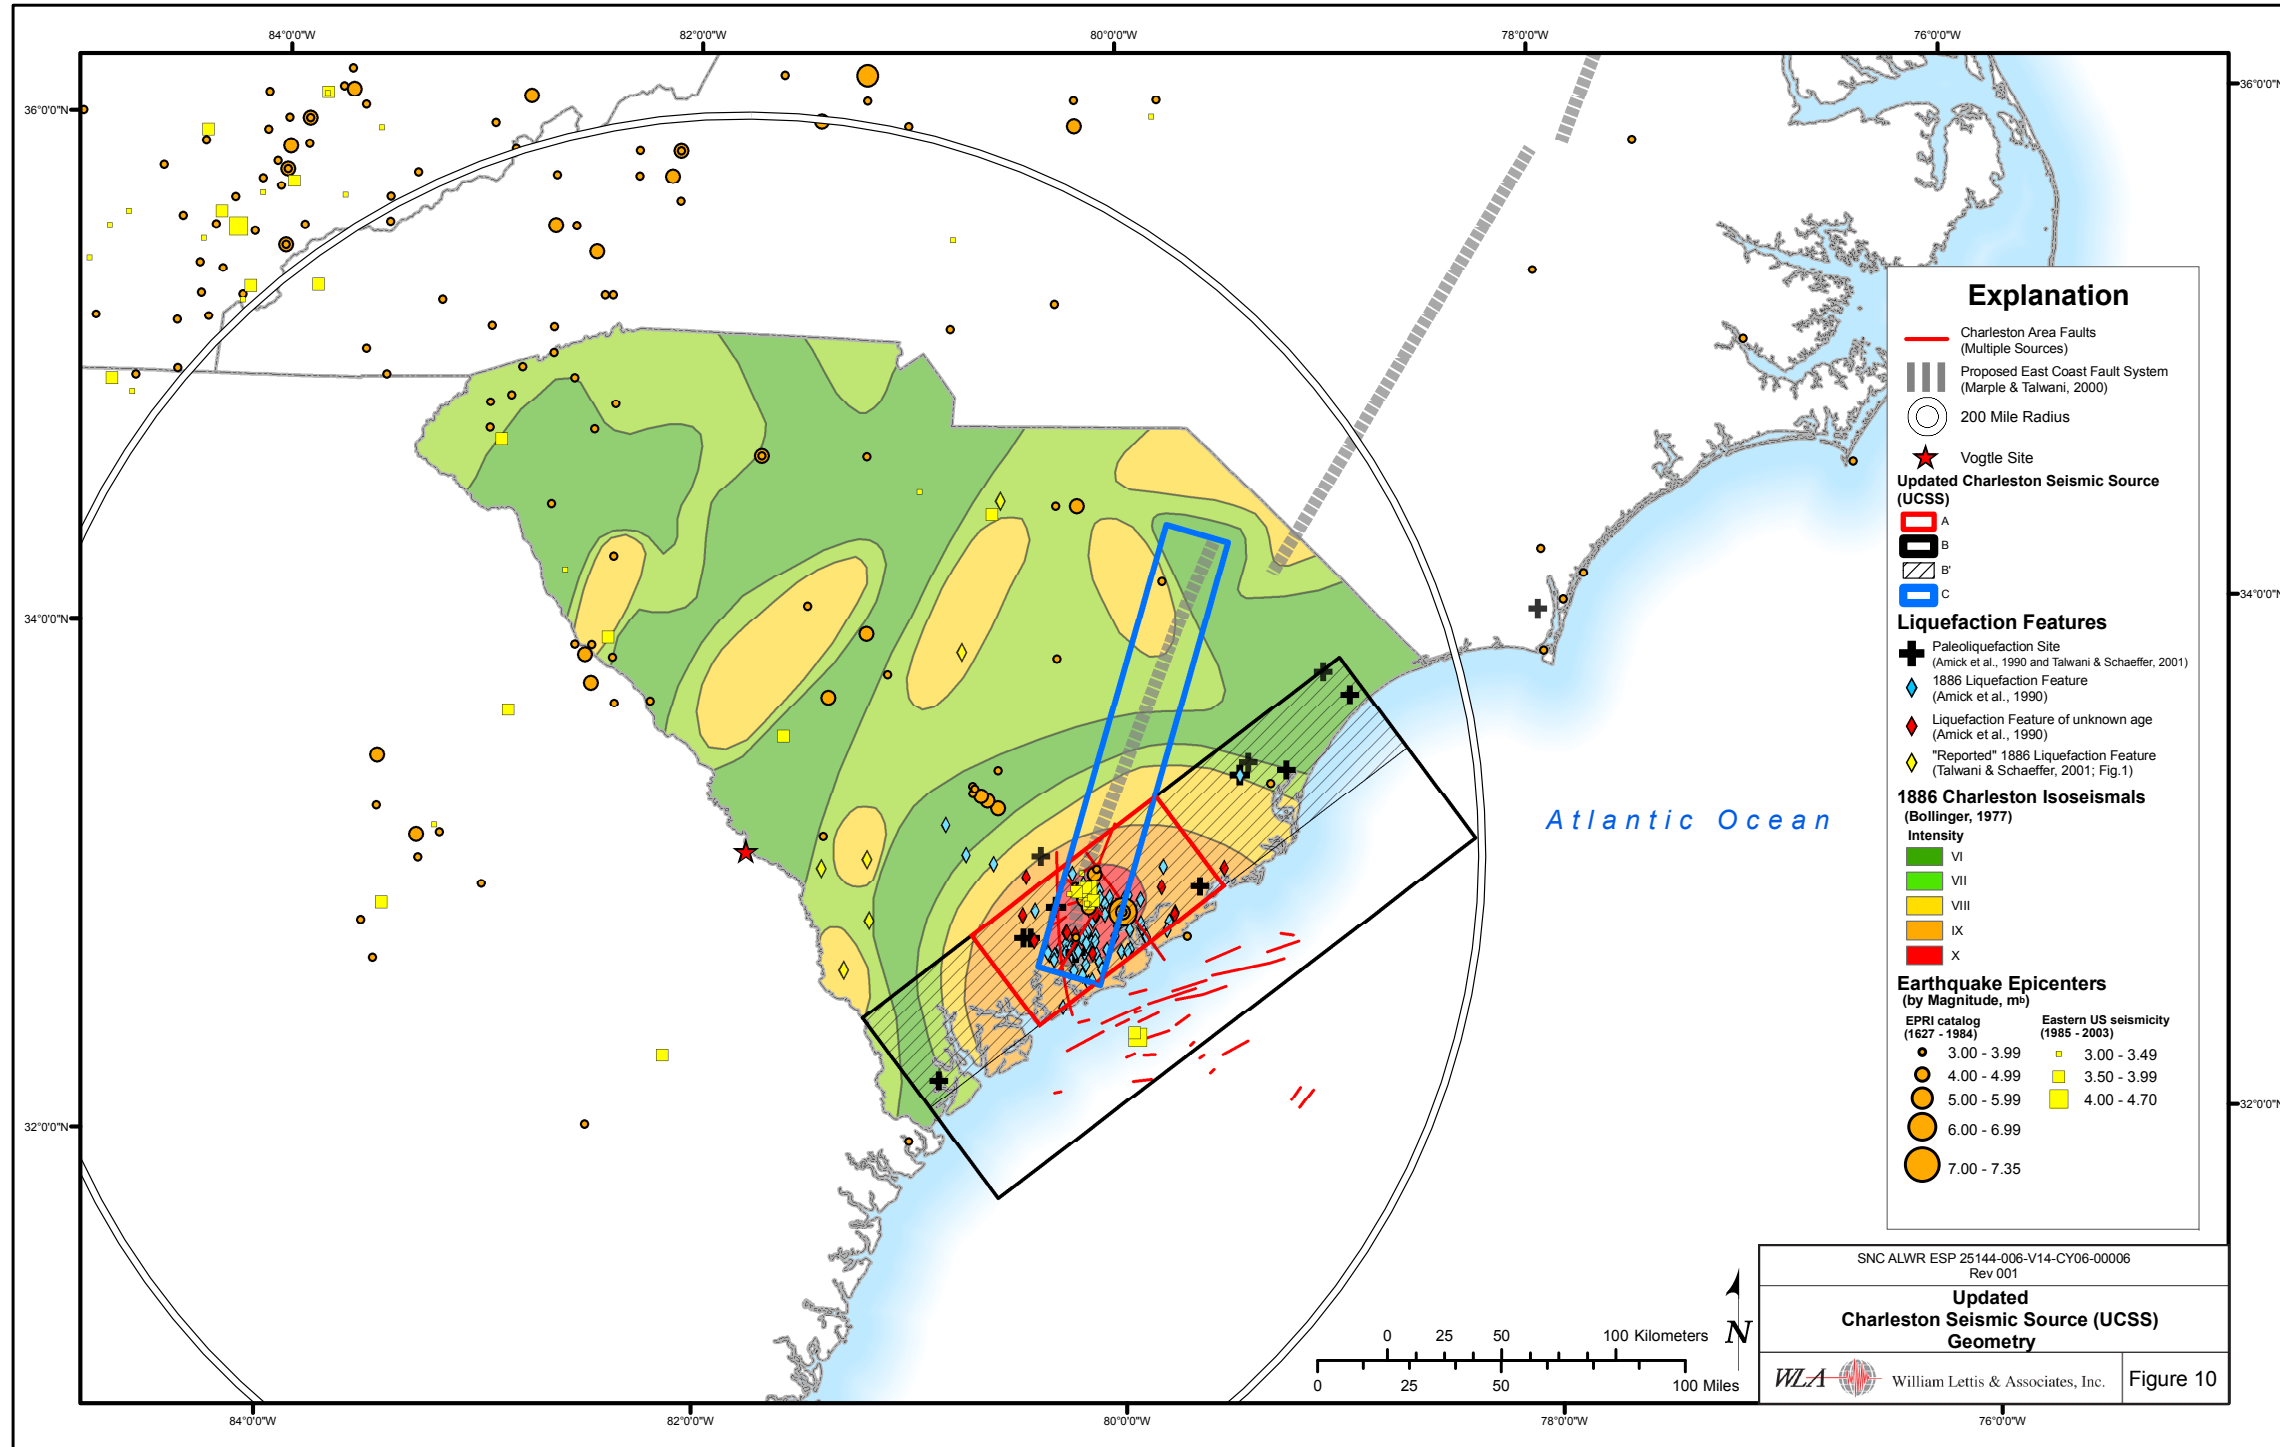 84°0'0"W
82°0'0"W
80°0'0"W
78°0'0"W
76°0'0"W
36°0'0"N
36°0'0"N
34°0'0"N
34°0'0"N
32°0'0"N
32°0'0"N
Atlantic Ocean
Explanation
Charleston Area Faults
(Multiple Sources)
Proposed East Coast Fault System
(Marple & Talwani, 2000)
200 Mile Radius
Vogtle Site
Updated Charleston Seismic Source
(UCSS)
A
B
B'
C
Liquefaction Features
Paleoliquefaction Site
(Amick et al., 1990 and Talwani & Schaeffer, 2001)
1886 Liquefaction Feature
(Amick et al., 1990)
Liquefaction Feature of unknown age
(Amick et al., 1990)
"Reported" 1886 Liquefaction Feature
(Talwani & Schaeffer, 2001; Fig.1)
1886 Charleston Isoseismals
(Bollinger, 1977)
Intensity
VI
VII
VIII
IX
X
Earthquake Epicenters
(by Magnitude, mb)
EPRI catalog
(1627 - 1984)
3.00 - 3.99
4.00 - 4.99
5.00 - 5.99
6.00 - 6.99
7.00 - 7.35
Eastern US seismicity
(1985 - 2003)
3.00 - 3.49
3.50 - 3.99
4.00 - 4.70
0 25 50 100 Kilometers
0 25 50 100 Miles
N
SNC ALWR ESP 25144-006-V14-CY06-00006
Rev 001
Updated
Charleston Seismic Source (UCSS)
Geometry
WLA William Lettis & Associates, Inc.
Figure 10
84°0'0"W
82°0'0"W
80°0'0"W
78°0'0"W
76°0'0"W